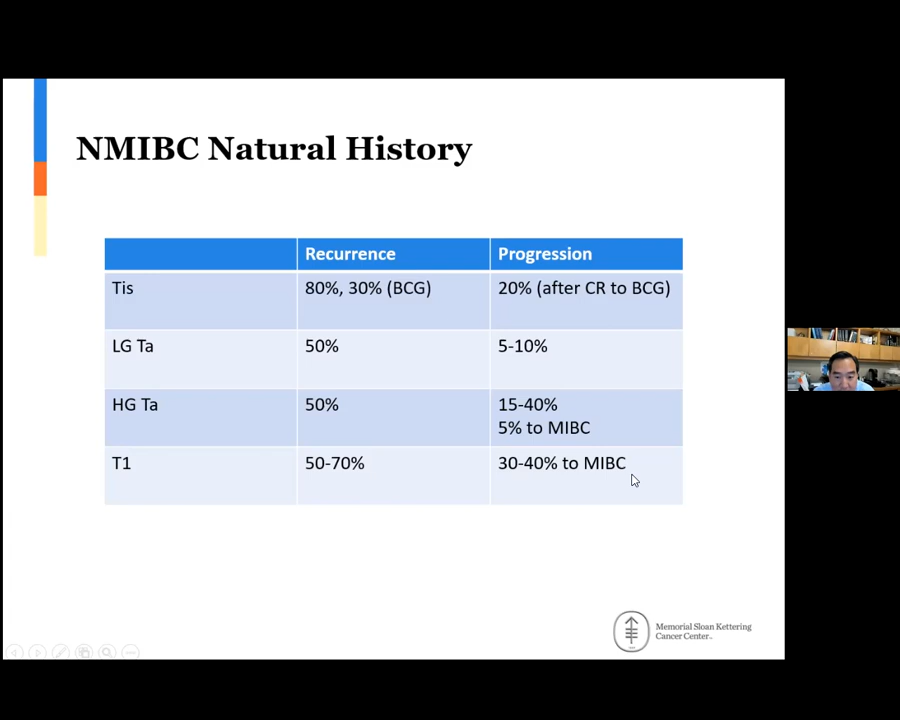 NMIBC Natural History
Recurrence Progression
Tis 80%, 30% (BCG) 20% (after CR to BCG)
LG Ta 50% 5-10%
HG Ta 50% 15-40%
5% to MIBC
T1 50-70% 30-40% to MIBC
Memorial Sloan Kettering
Cancer Center